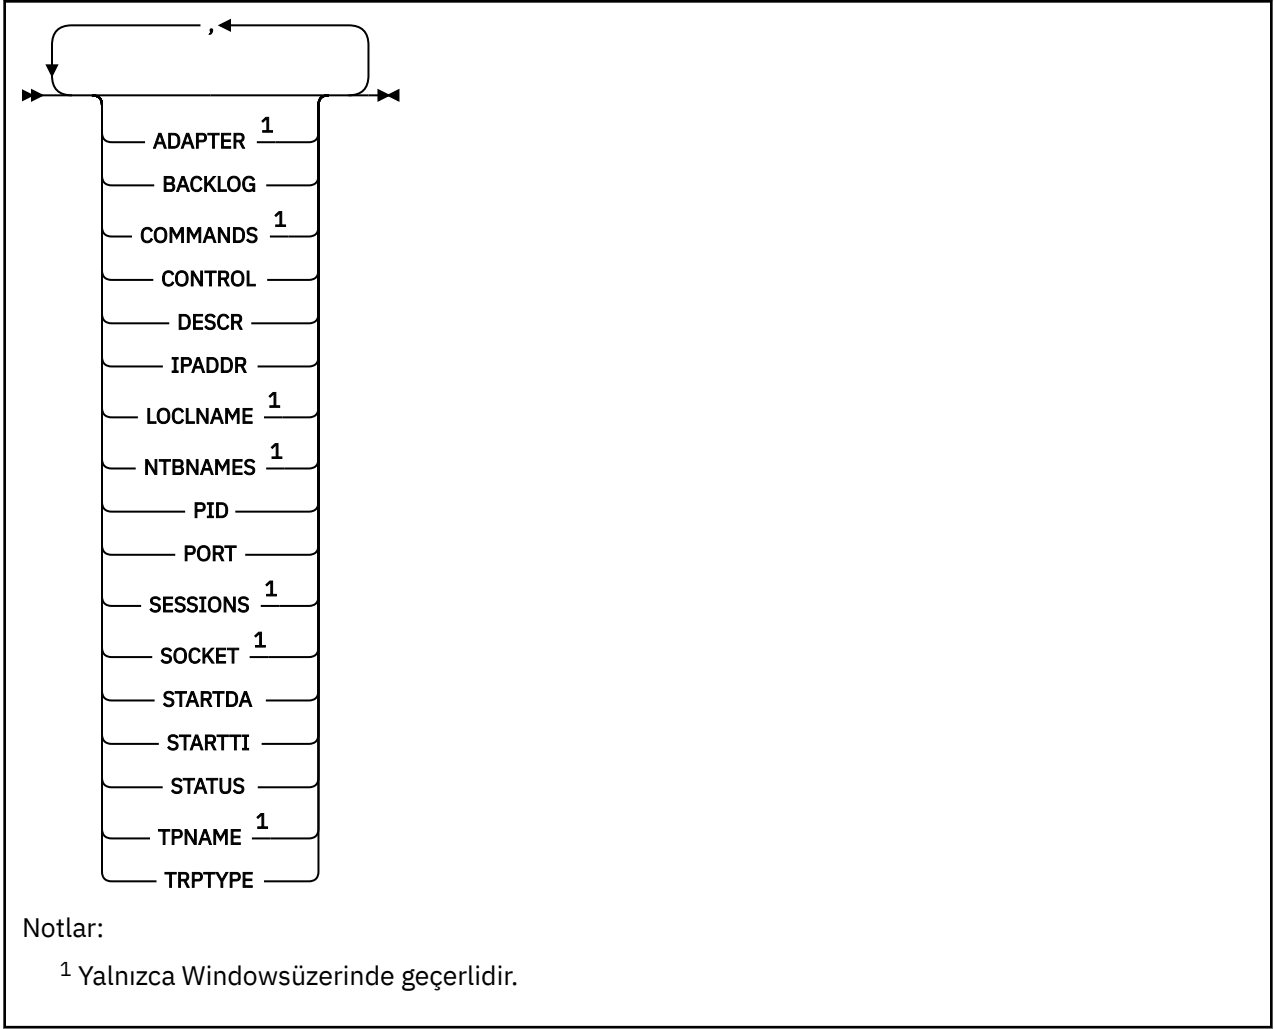 ,
ADAPTER 1
BACKLOG
COMMANDS 1
CONTROL
DESCR
IPADDR
LOCLNAME 1
NTBNAMES 1
PID
PORT
SESSIONS 1
SOCKET 1
STARTDA
STARTTI
STATUS
TPNAME 1
TRPTYPE
Notlar:
1 Yalnızca Windowsüzerinde geçerlidir.